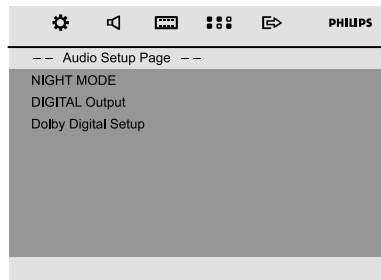 PHILIPS
-- Audio Setup Page --
NIGHT MODE
DIGITAL Output
Dolby Digital Setup